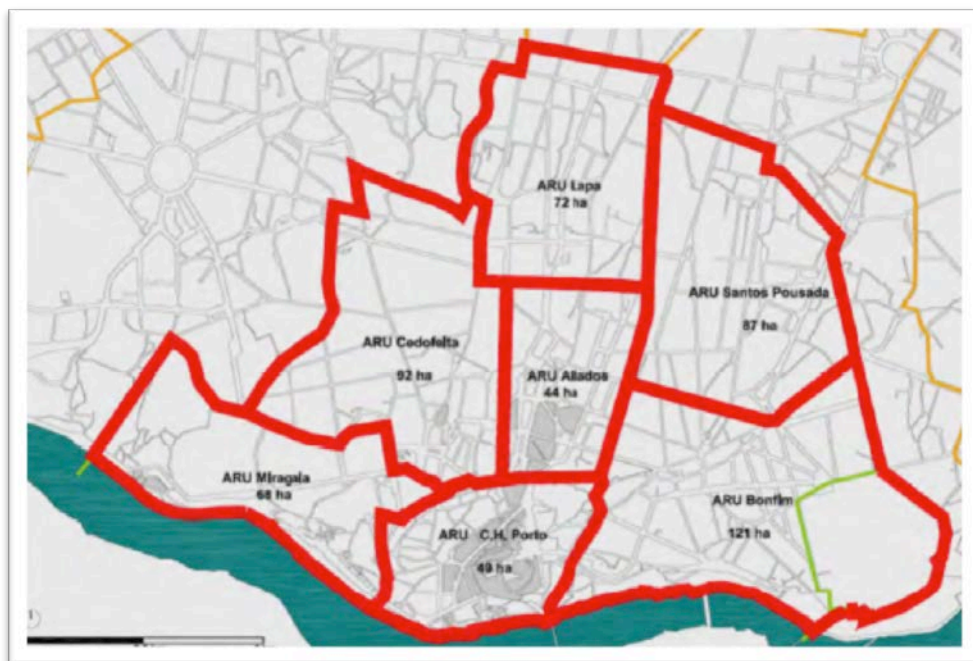 ARU Lapa
72 ha
ARU Santos Pousada
87 ha
ARU Cedofeita
92 ha
ARU Aliados
44 ha
ARU Miragaia
68 ha
ARU Bonfim
121 ha
ARU C.H. Porto
49 ha